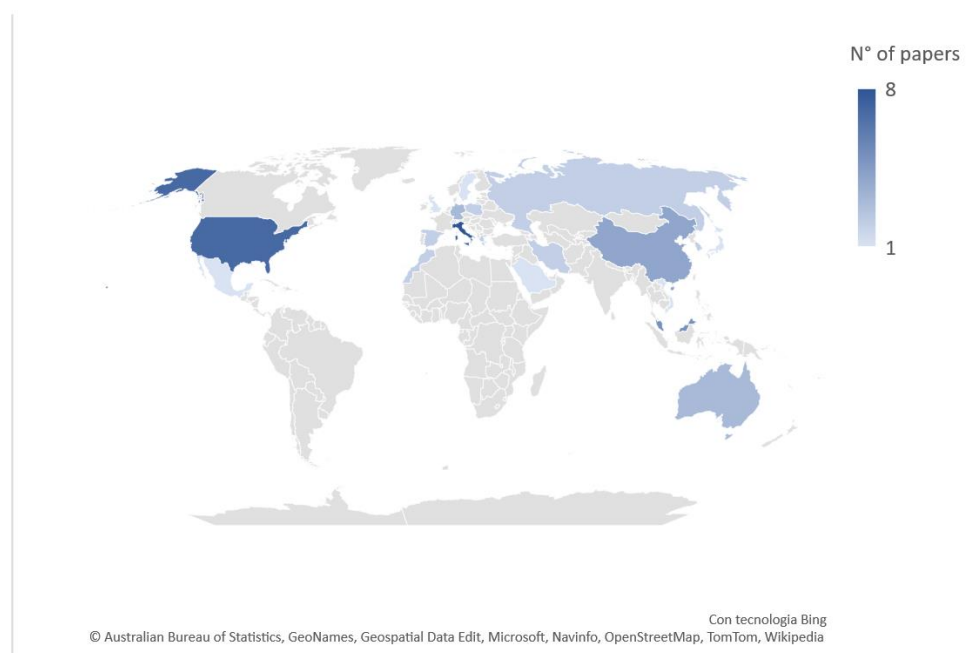 N° of papers
8
1
Con tecnologia Bing
© Australian Bureau of Statistics, GeoNames, Geospatial Data Edit, Microsoft, Navinfo, OpenStreetMap, TomTom, Wikipedia